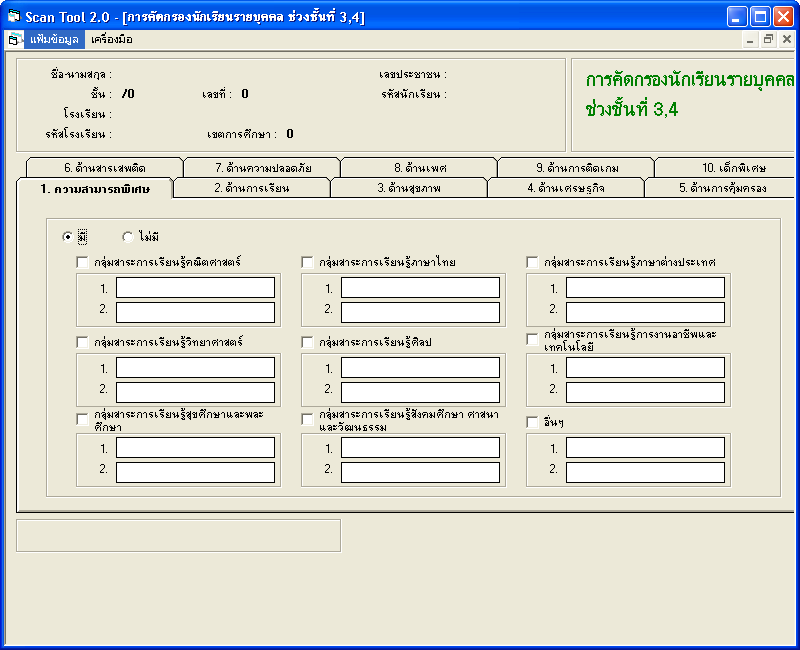 Scan Tool 2.0 - [การคัดกรองนักเรียนรายบุคคล ช่วงชั้นที่ 3,4]
แฟ้มข้อมูล เครื่องมือ
ชื่อ-นามสกุล : เลขประชาชน :
ชั้น : /0 เลขที่ : 0 รหัสนักเรียน :
โรงเรียน :
รหัสโรงเรียน : เขตการศึกษา : 0
การคัดกรองนักเรียนรายบุคคล
ช่วงชั้นที่ 3,4
6. ด้านสารเสพติด 7. ด้านความปลอดภัย 8. ด้านเพศ 9. ด้านการติดเกม 10. เด็กพิเศษ
1. ความสามารถพิเศษ 2. ด้านการเรียน 3. ด้านสุขภาพ 4. ด้านเศรษฐกิจ 5. ด้านการคุ้มครอง
มี ไม่มี
กลุ่มสาระการเรียนรู้คณิตศาสตร์ กลุ่มสาระการเรียนรู้ภาษาไทย กลุ่มสาระการเรียนรู้ภาษาต่างประเทศ
1. 1. 1.
2. 2. 2.
กลุ่มสาระการเรียนรู้วิทยาศาสตร์ กลุ่มสาระการเรียนรู้ศิลป กลุ่มสาระการเรียนรู้การงานอาชีพและ
เทคโนโลยี
1. 1. 1.
2. 2. 2.
กลุ่มสาระการเรียนรู้สุขศึกษาและพละ
ศึกษา
กลุ่มสาระการเรียนรู้สังคมศึกษา ศาสนา
และวัฒนธรรม
อื่นๆ
1. 1. 1.
2. 2. 2.